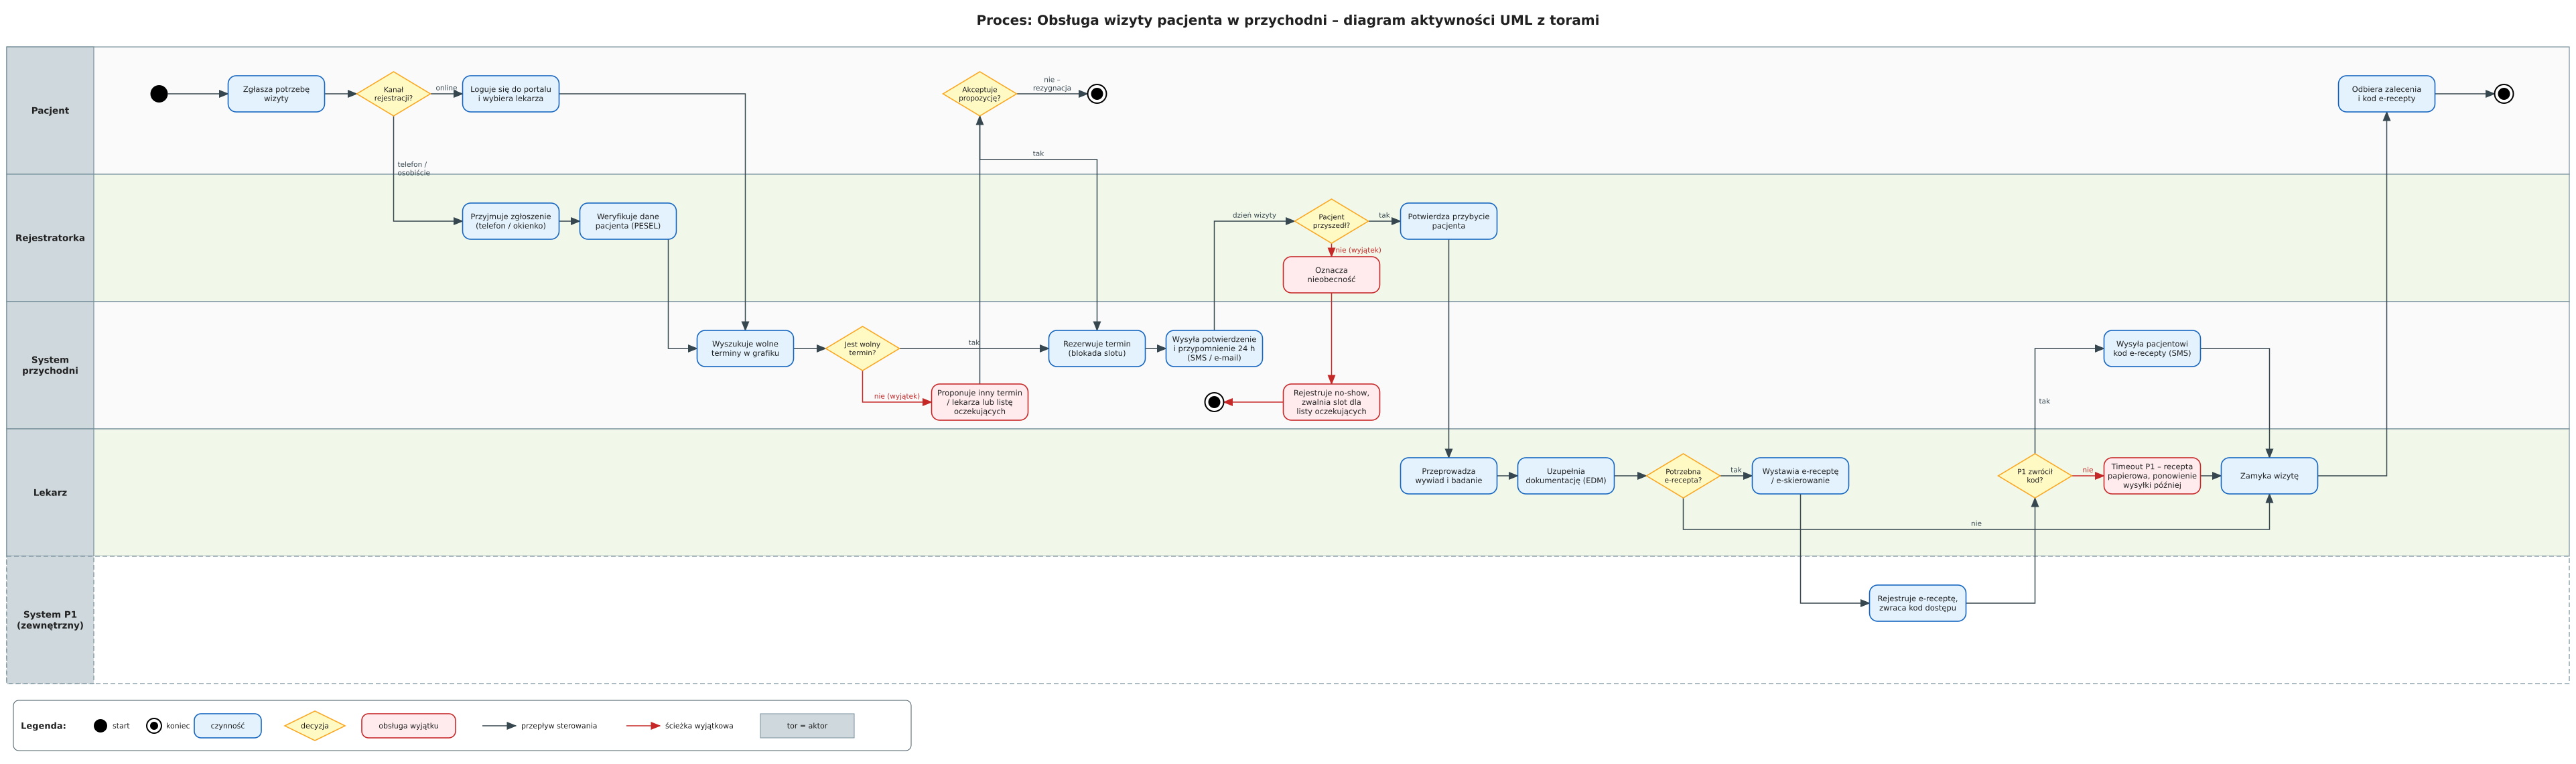 Proces: Obsługa wizyty pacjenta w przychodni – diagram aktywności UML z torami
Pacjent
Zgłasza potrzebę
wizyty
Kanał
rejestracji?
online
Loguje się do portalu
i wybiera lekarza
telefon /
osobiście
Akceptuje
propozycję?
nie –
rezygnacja
tak
Odbiera zalecenia
i kod e-recepty
Rejestratorka
Przyjmuje zgłoszenie
(telefon / okienko)
Weryfikuje dane
pacjenta (PESEL)
dzień wizyty
Pacjent
przyszedł?
tak
Potwierdza przybycie
pacjenta
nie (wyjątek)
Oznacza
nieobecność
System
przychodni
Wyszukuje wolne
terminy w grafiku
Jest wolny
termin?
tak
nie (wyjątek)
Proponuje inny termin
/ lekarza lub listę
oczekujących
Rezerwuje termin
(blokada slotu)
Wysyła potwierdzenie
i przypomnienie 24 h
(SMS / e-mail)
Rejestruje no-show,
zwalnia slot dla
listy oczekujących
Wysyła pacjentowi
kod e-recepty (SMS)
tak
Lekarz
Przeprowadza
wywiad i badanie
Uzupełnia
dokumentację (EDM)
Potrzebna
e-recepta?
tak
Wystawia e-receptę
/ e-skierowanie
nie
P1 zwrócił
kod?
nie
Timeout P1 – recepta
papierowa, ponowienie
wysyłki później
Zamyka wizytę
System P1
(zewnętrzny)
Rejestruje e-receptę,
zwraca kod dostępu
Legenda:
start
koniec
czynność
decyzja
obsługa wyjątku
przepływ sterowania
ścieżka wyjątkowa
tor = aktor